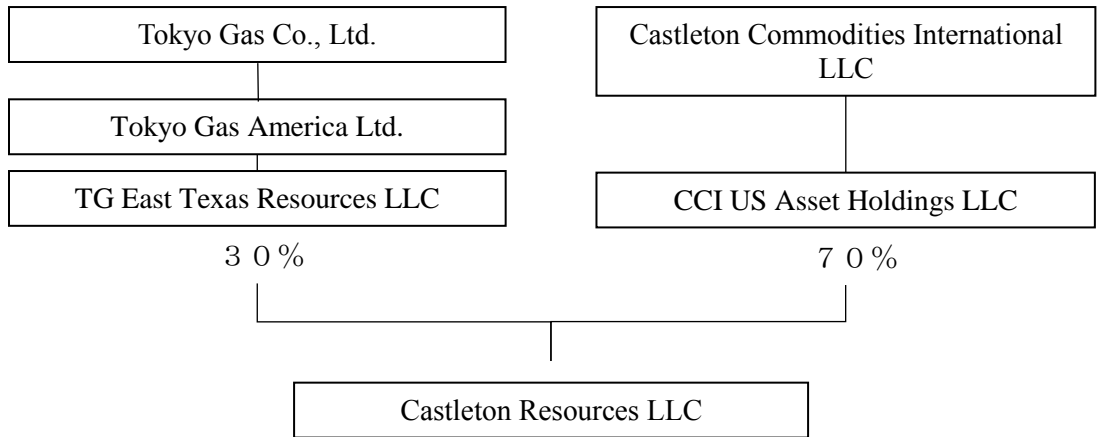 Tokyo Gas Co., Ltd.
Castleton Commodities International
LLC
Tokyo Gas America Ltd.
TG East Texas Resources LLC
CCI US Asset Holdings LLC
３０%
７０%
Castleton Resources LLC